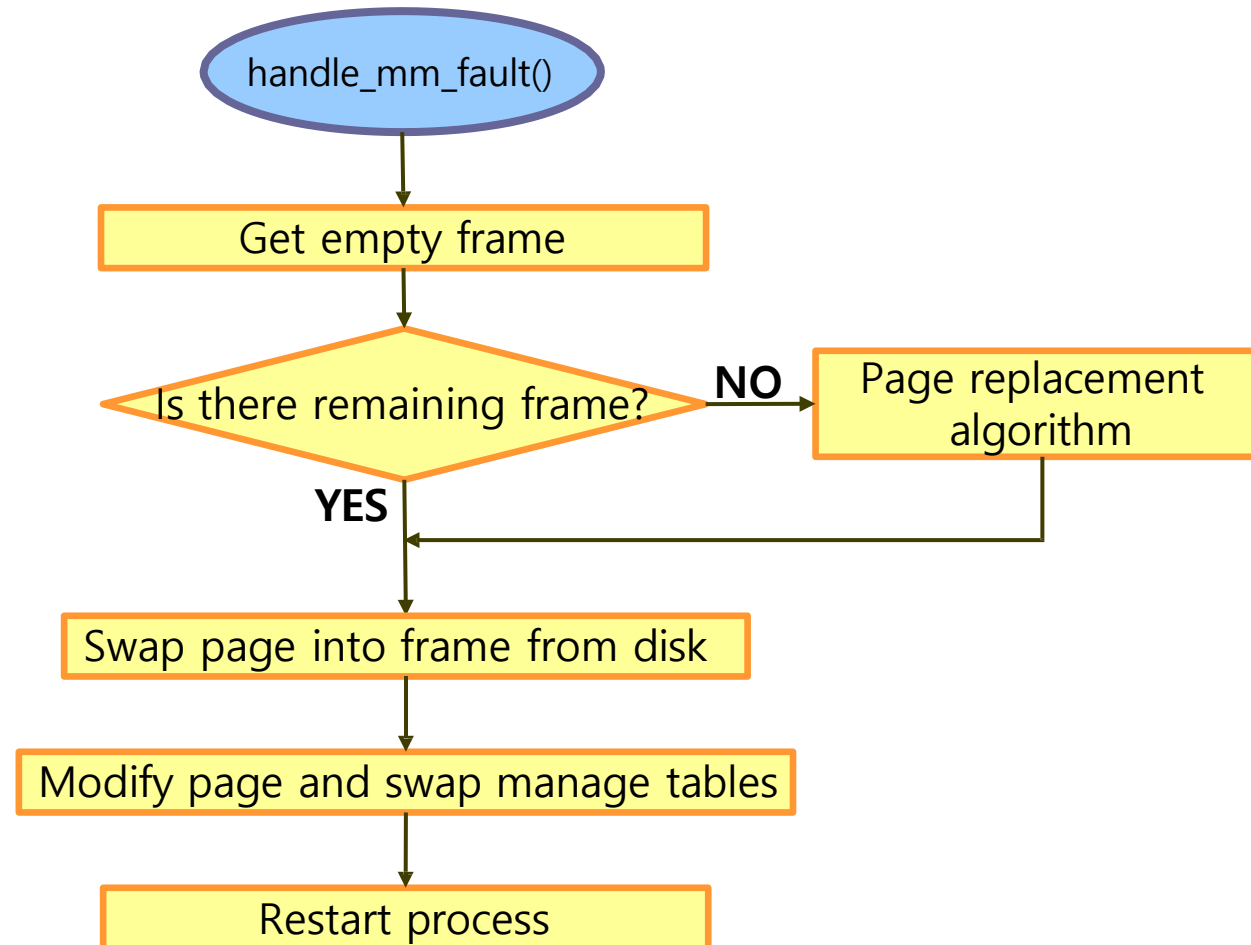 handle_mm_fault()
Get empty frame
Is there remaining frame?
NO
Page replacement
algorithm
YES
Swap page into frame from disk
Modify page and swap manage tables
Restart process